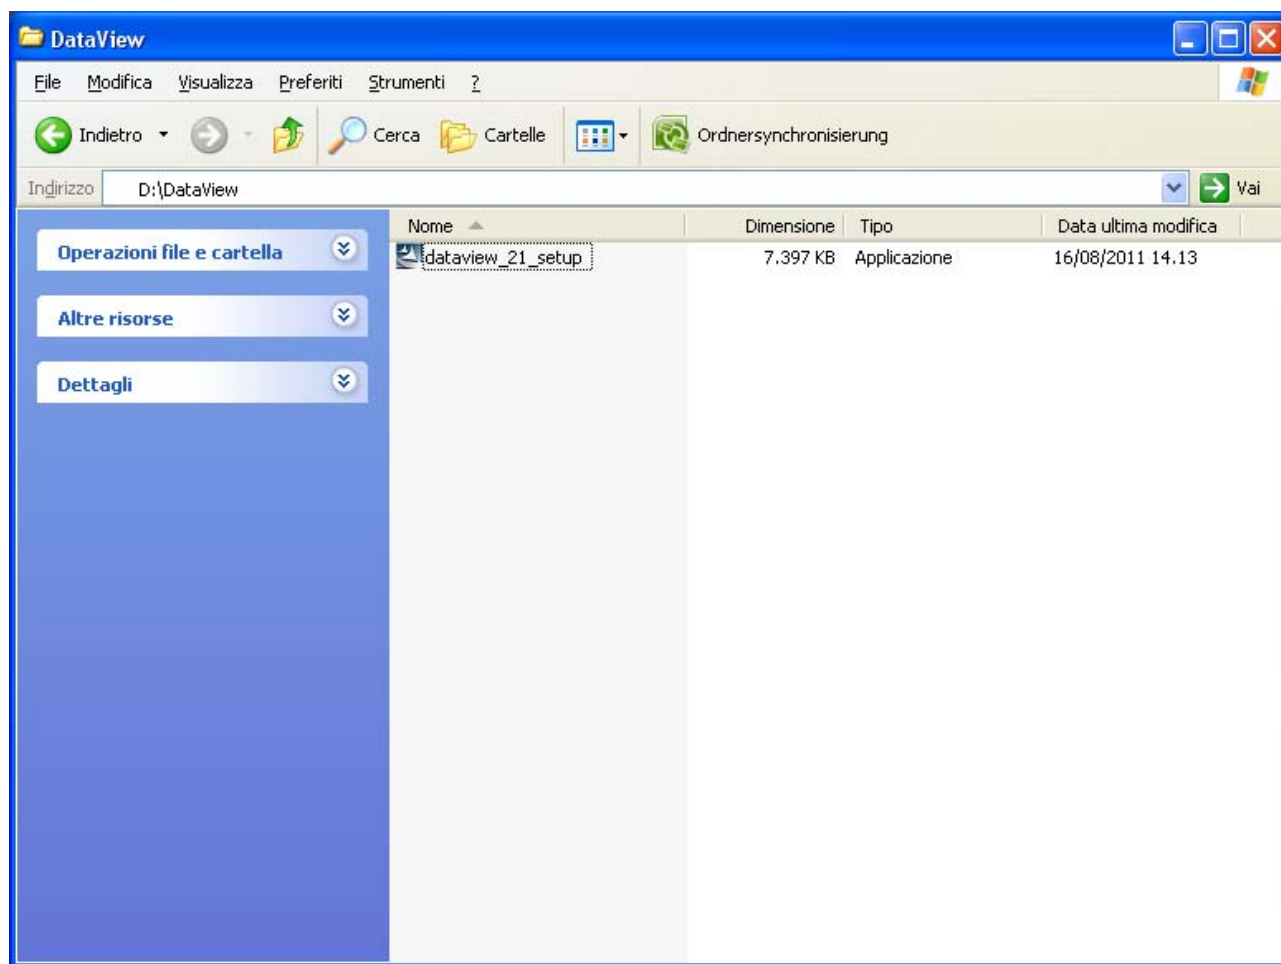 DataView
File Modifica Visualizza Preferiti Strumenti ?
Indietro Cerca Cartelle Ordnersynchronisierung
Indirizzo D:\DataView Vai
Operazioni file e cartella
Altre risorse
Dettagli
Nome Dimensione Tipo Data ultima modifica
dataview_21_setup 7.397 KB Applicazione 16/08/2011 14.13